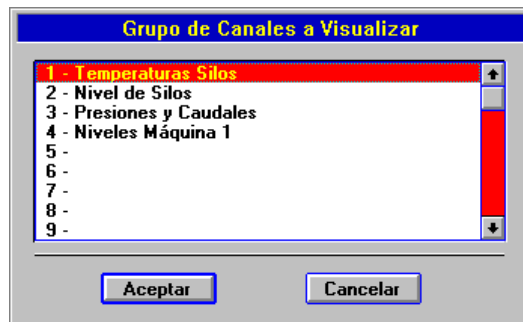 Grupo de Canales a Visualizar
1 - Temperaturas Silos
2 - Nivel de Silos
3 - Presiones y Caudales
4 - Niveles Máquina 1
5 -
6 -
7 -
8 -
9 -
Aceptar
Cancelar